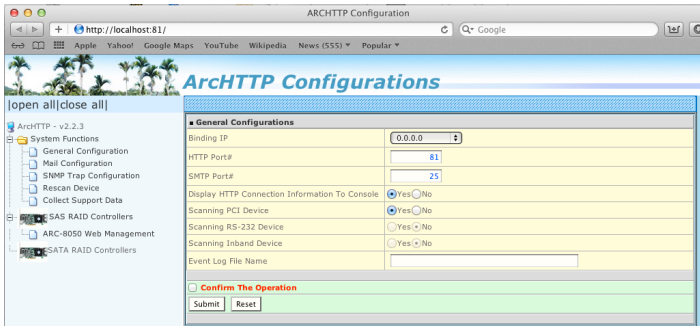 ARCHTTP Configuration
http://localhost:81/
Google
Apple Yahoo! Google Maps YouTube Wikipedia News (555) Popular
ArcHTTP Configurations
|open all|close all|
ArcHTTP - v2.2.3
System Functions
General Configuration
Mail Configuration
SNMP Trap Configuration
Rescan Device
Collect Support Data
SAS RAID Controllers
ARC-8050 Web Management
SATA RAID Controllers
General Configurations
Binding IP 0.0.0.0
HTTP Port# 81
SMTP Port# 25
Display HTTP Connection Information To Console Yes No
Scanning PCI Device Yes No
Scanning RS-232 Device Yes No
Scanning Inband Device Yes No
Event Log File Name
Confirm The Operation
Submit Reset